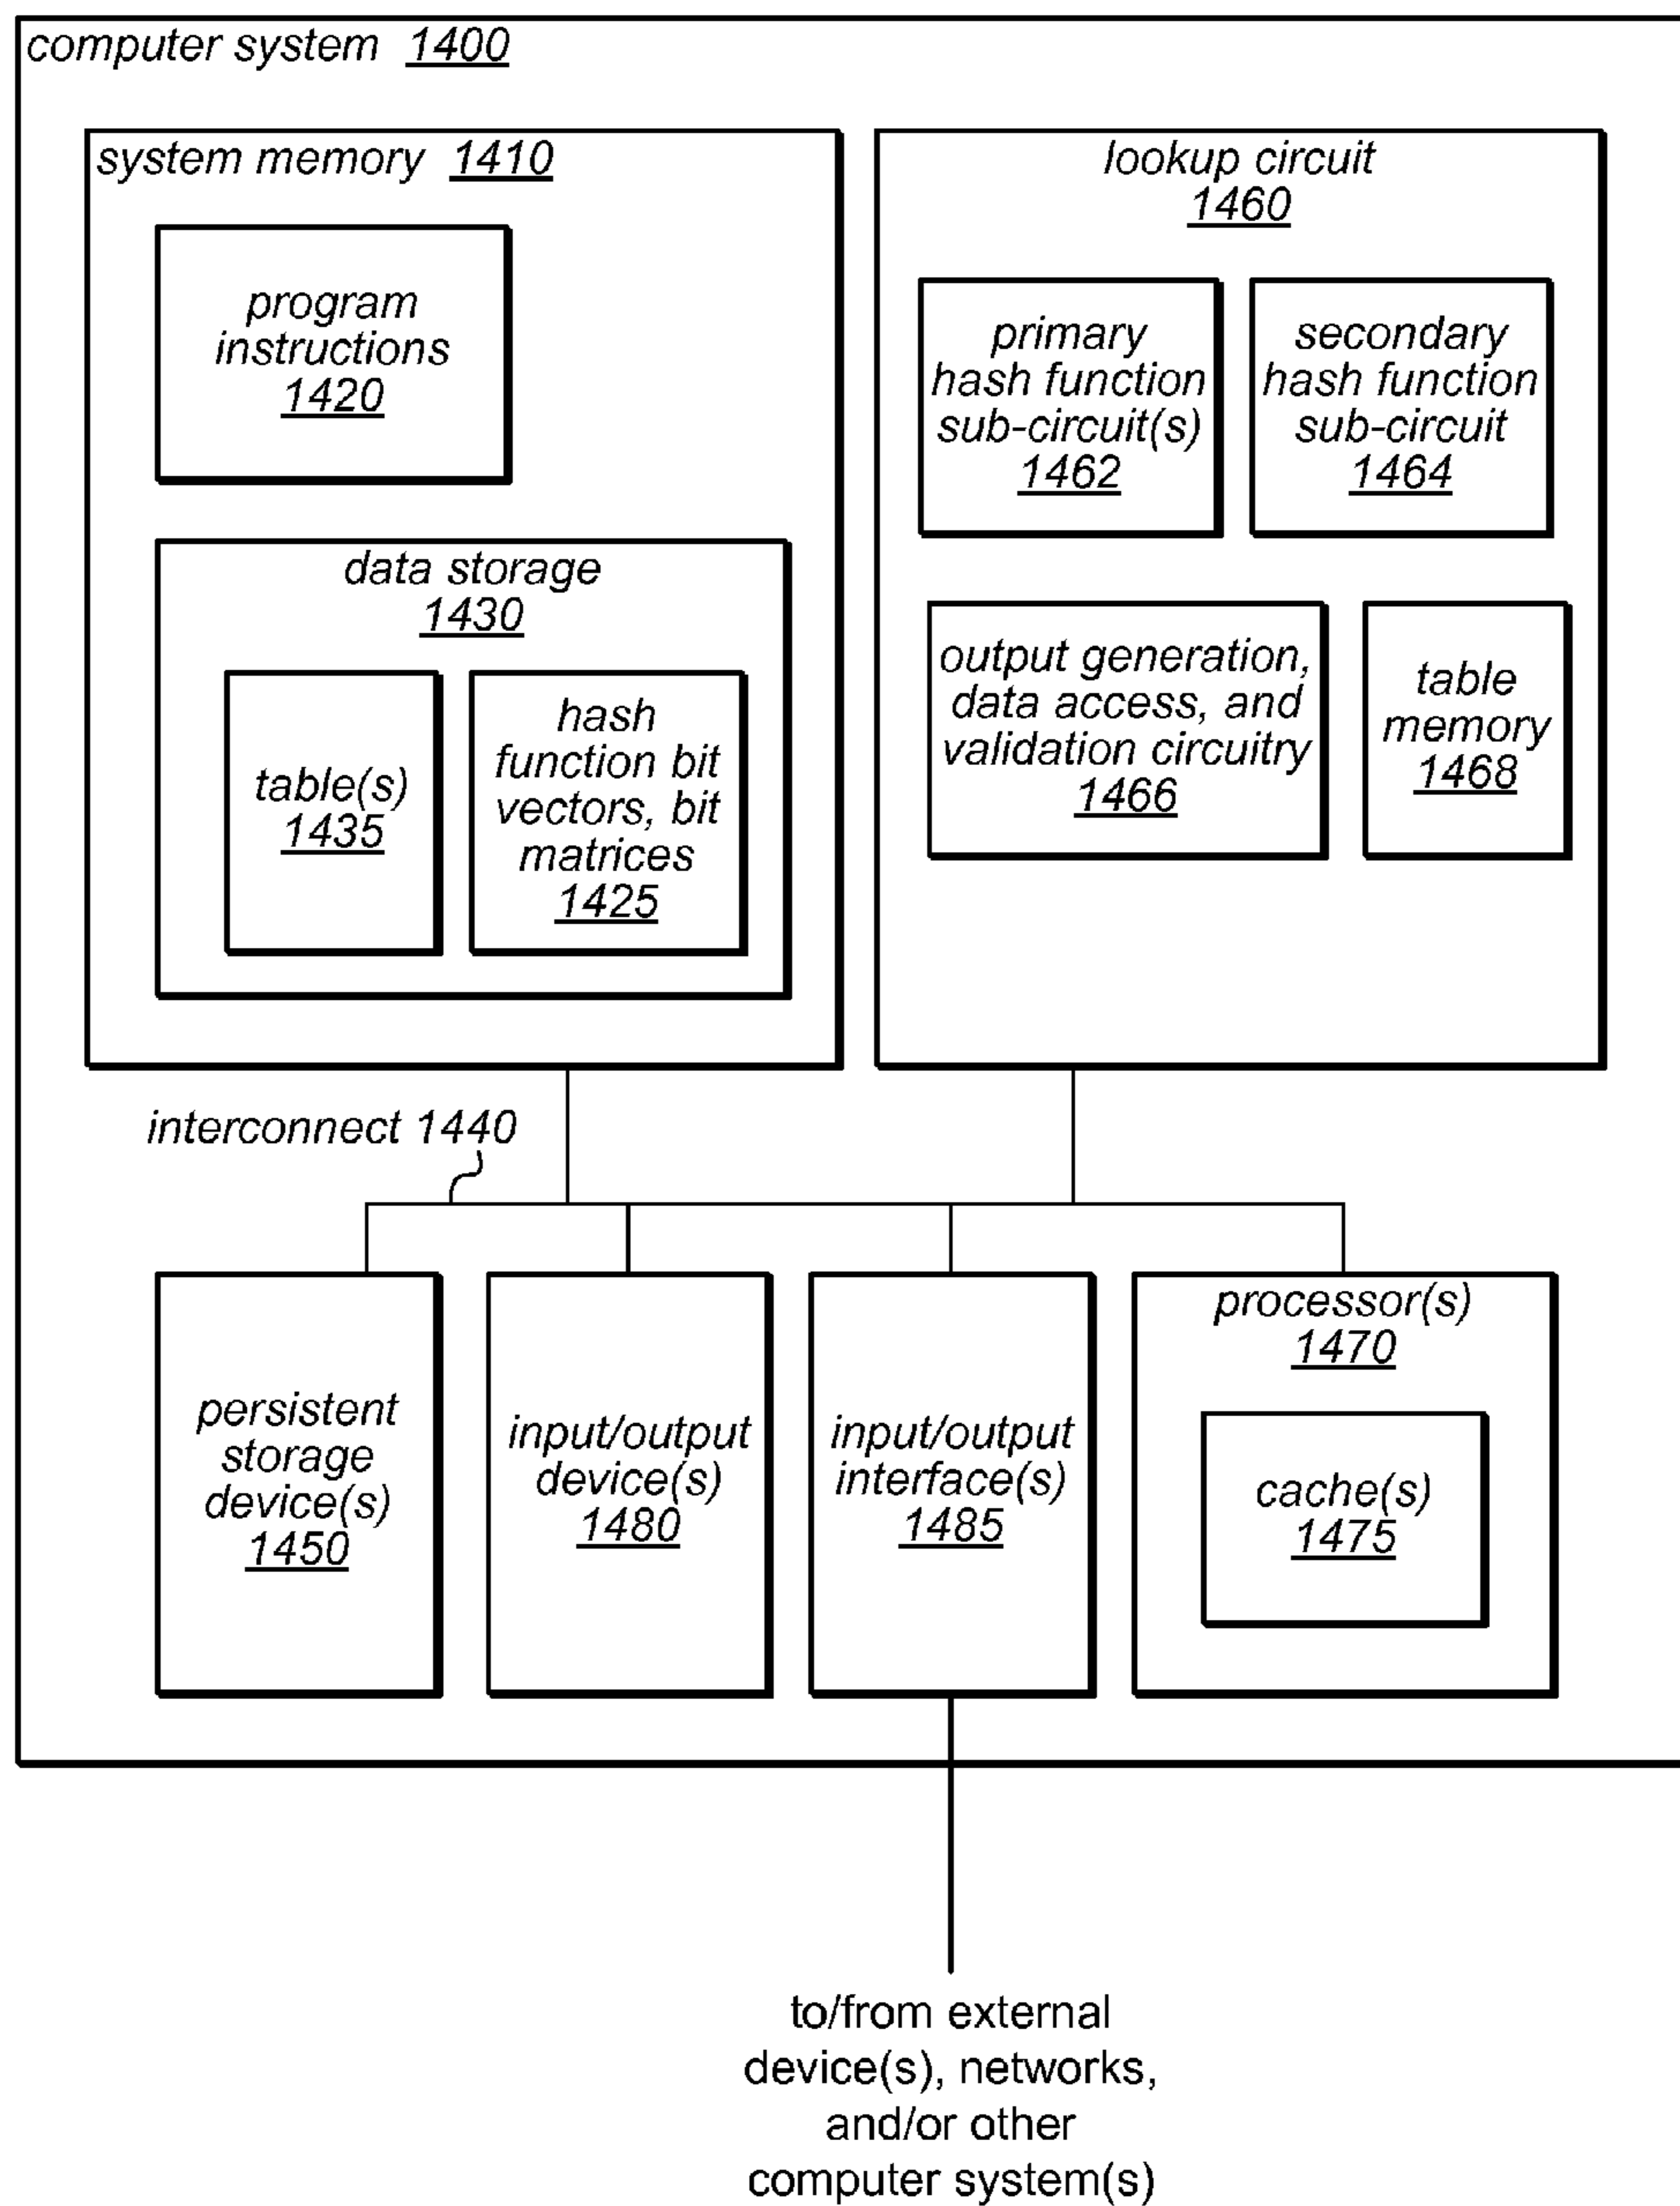 computer system 1400
system memory 1410
program
instructions
1420
data storage
1430
table(s)
1435
hash
function bit
vectors, bit
matrices
1425
lookup circuit
1460
primary
hash function
sub-circuit(s)
1462
secondary
hash function
sub-circuit
1464
output generation,
data access, and
validation circuitry
1466
table
memory
1468
interconnect 1440
persistent
storage
device(s)
1450
input/output
device(s)
1480
input/output
interface(s)
1485
processor(s)
1470
cache(s)
1475
to/from external
device(s), networks,
and/or other
computer system(s)